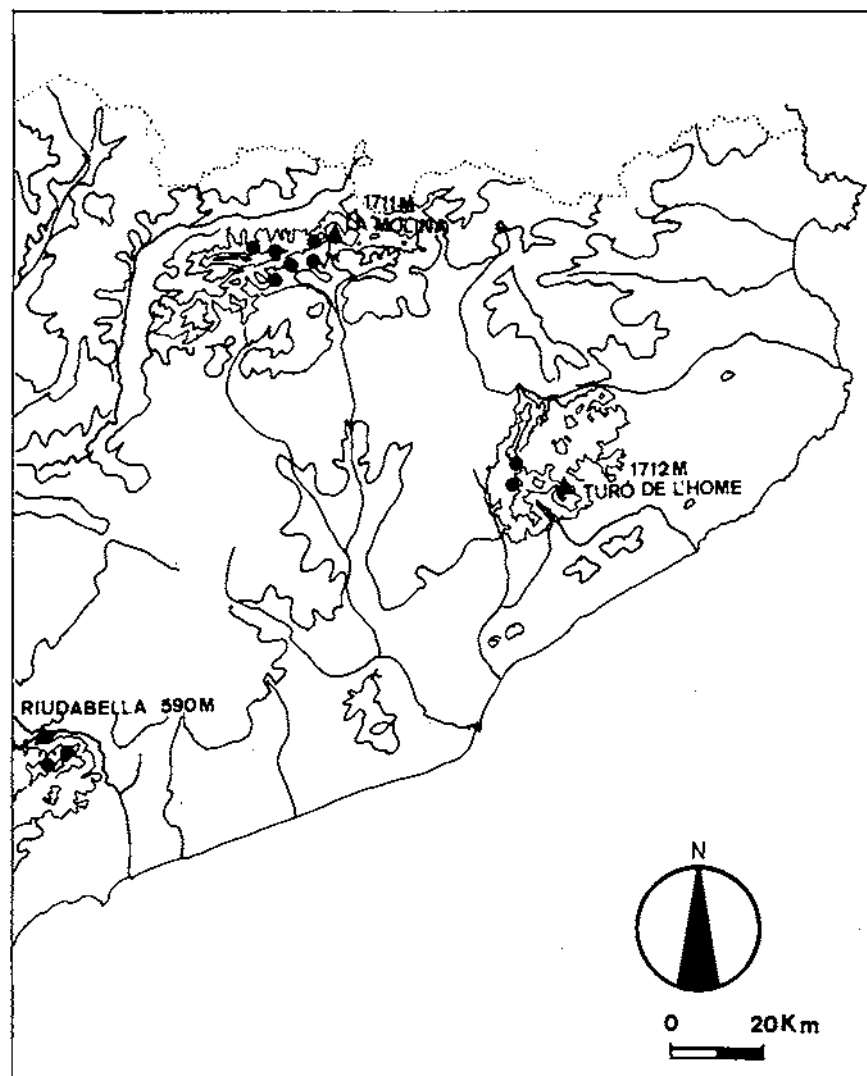 1711M
LA MOLINA
1712M
TURÓ DE L'HOME
RIUDABELLA 590M
N
0 20Km